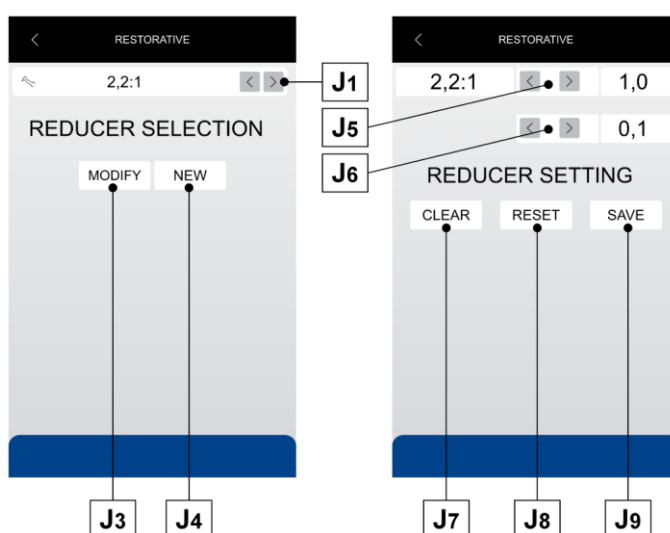 RESTORATIVE
2,2:1
REDUCER SELECTION
MODIFY NEW
J1
J5
J6
J3 J4
RESTORATIVE
2,2:1 1,0
0,1
REDUCER SETTING
CLEAR RESET SAVE
J7 J8 J9